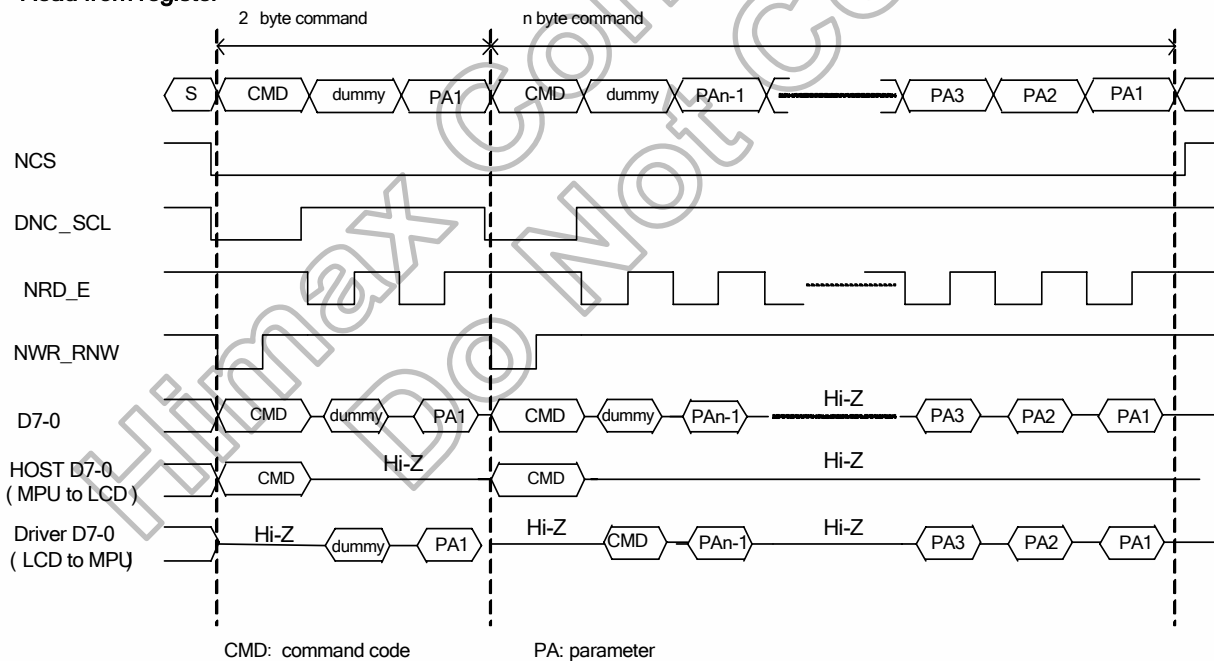 Read from register
2 byte command n byte command
S CMD dummy PA1 CMD dummy PAn-1 PA3 PA2 PA1
NCS
DNC_SCL
NRD_E
NWR_RNW
D7-0 CMD dummy PA1 CMD dummy PAn-1 Hi-Z PA3 PA2 PA1
HOST D7-0
( MPU to LCD ) CMD Hi-Z CMD Hi-Z
Driver D7-0
( LCD to MPU) Hi-Z dummy PA1 Hi-Z CMD PAn-1 Hi-Z PA3 PA2 PA1
CMD: command code PA: parameter
Himax Con
Do Not C